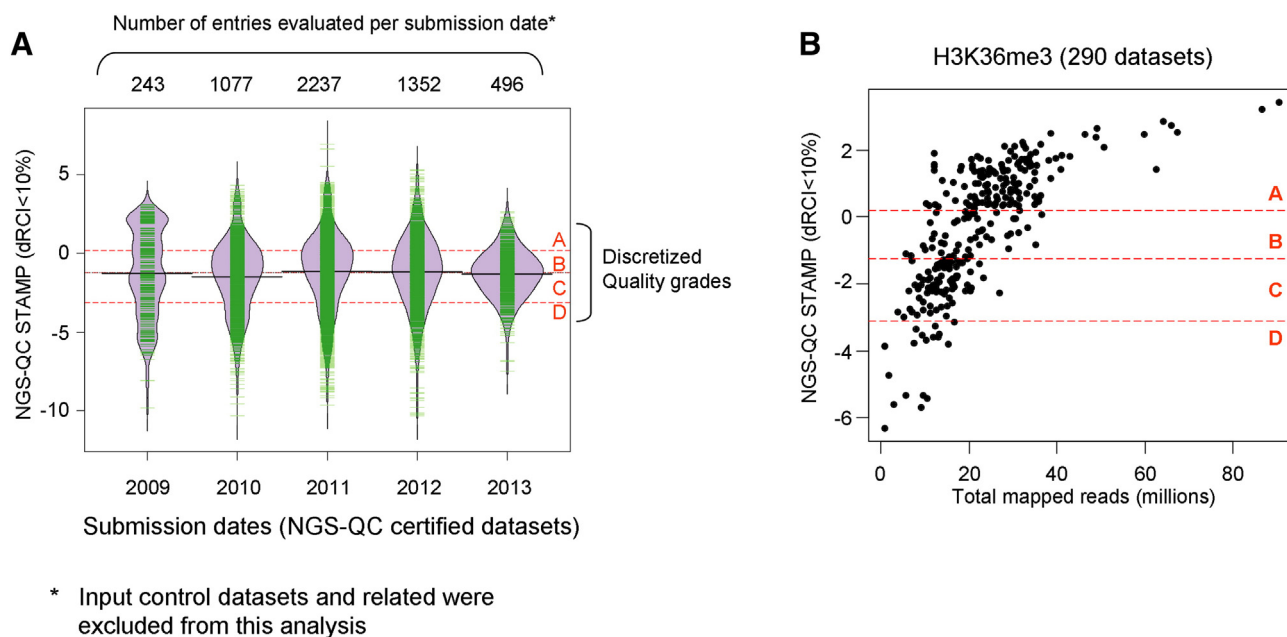 A
Number of entries evaluated per submission date*
243 1077 2237 1352 496
NGS-QC STAMP (dRCI<10%)
5
0
-5
-10
A
B
C
D
Discretized
Quality grades
2009 2010 2011 2012 2013
Submission dates (NGS-QC certified datasets)
* Input control datasets and related were
excluded from this analysis
B
H3K36me3 (290 datasets)
NGS-QC STAMP (dRCI<10%)
2
0
-2
-4
-6
A
B
C
D
0 20 40 60 80
Total mapped reads (millions)